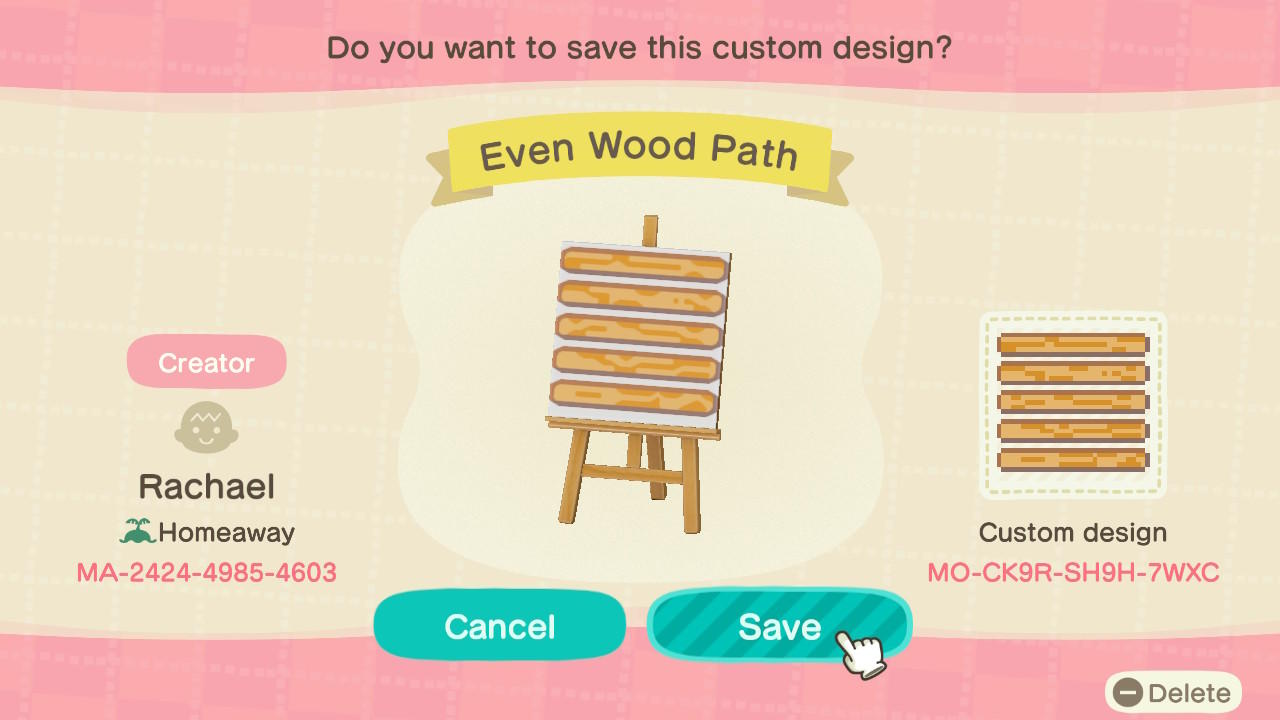 Do you want to save this custom design?
Even Wood Path
Creator
Rachael
Homeaway
MA-2424-4985-4603
Custom design
MO-CK9R-SH9H-7WXC
Cancel
Save
Delete